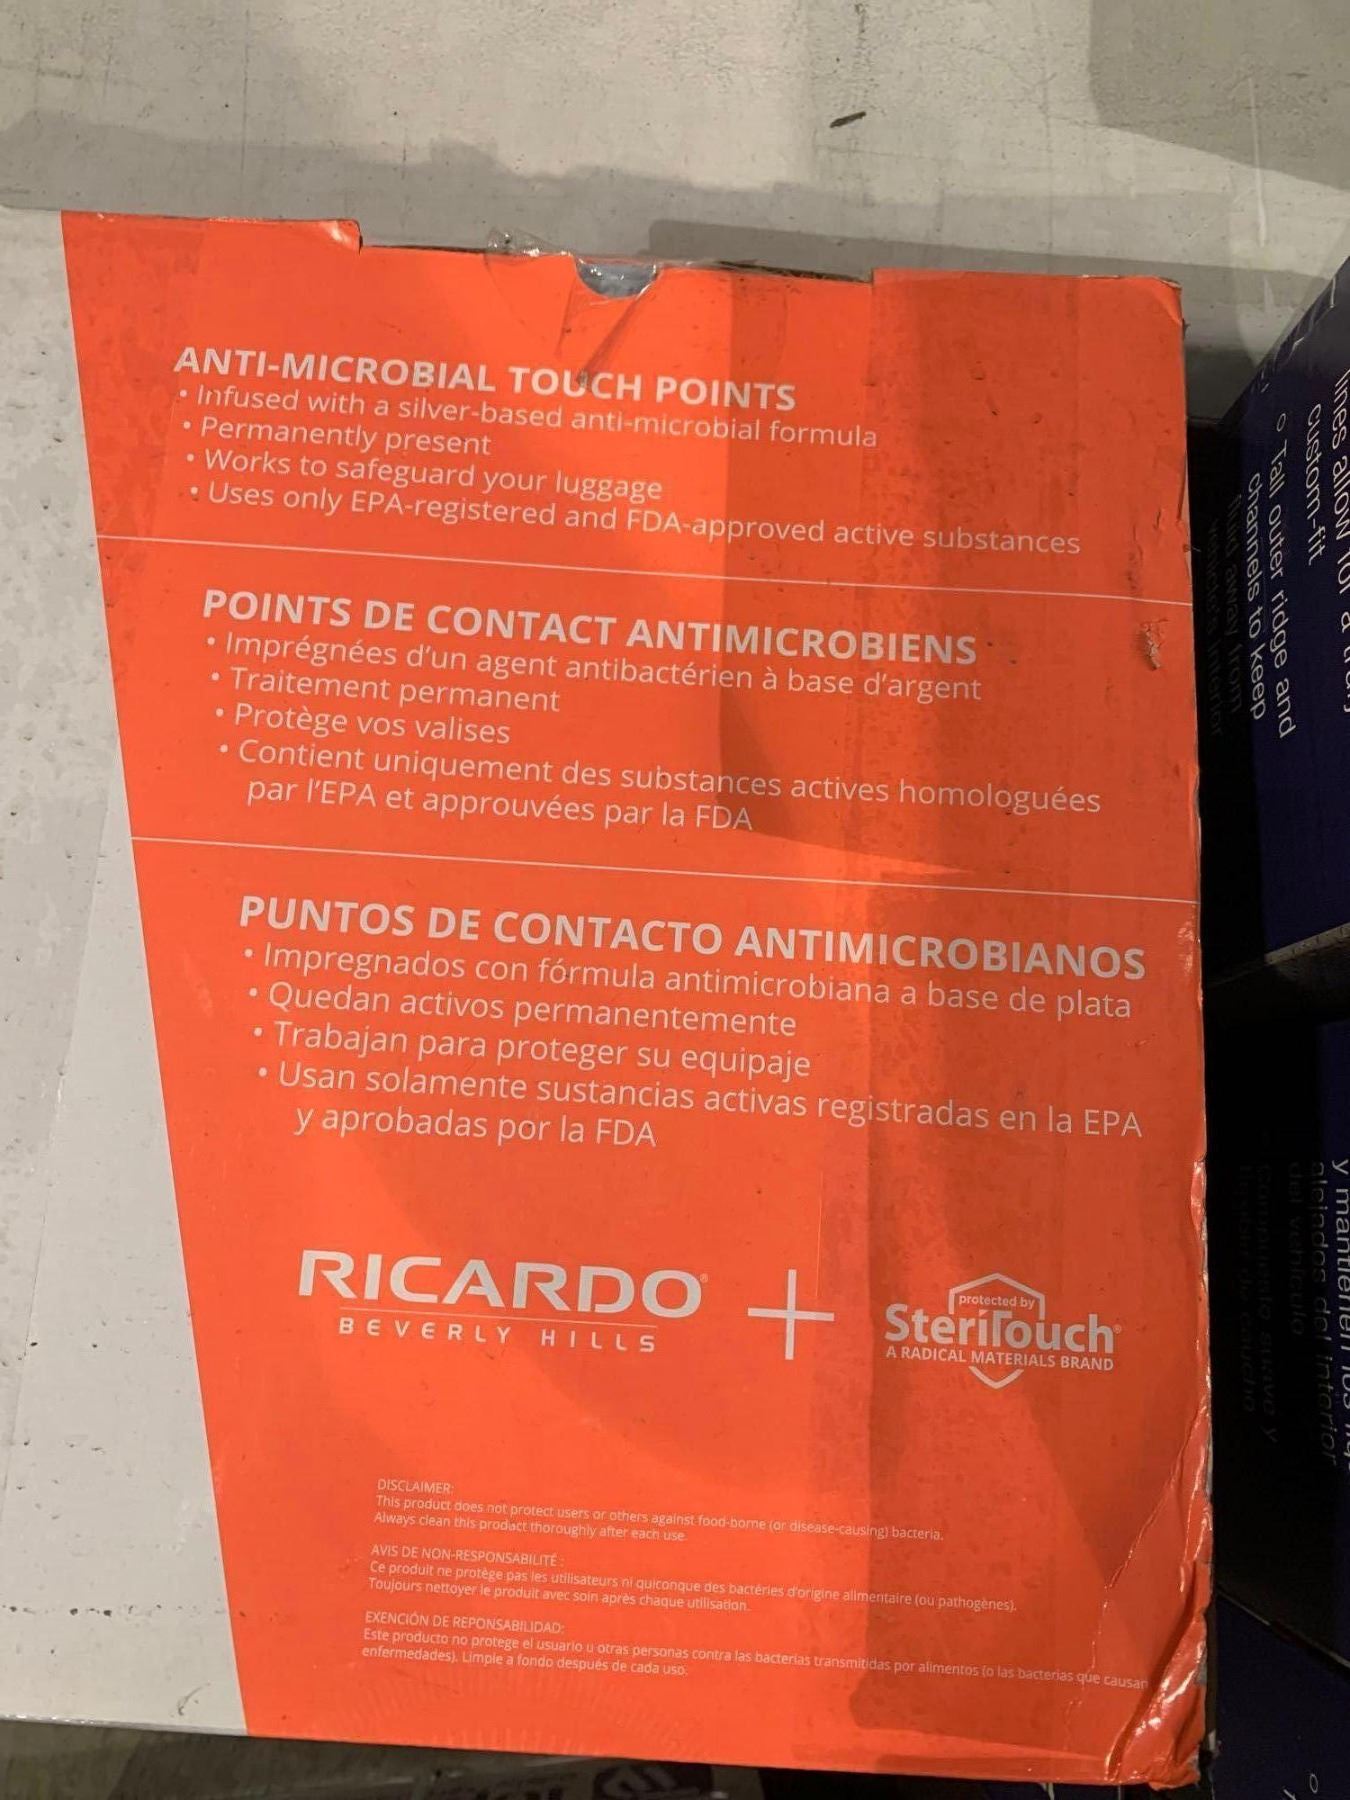 ANTI-MICROBIAL TOUCH POINTS
• Infused with a silver-based anti-microbial formula
• Permanently present
• Works to safeguard your luggage
• Uses only EPA-registered and FDA-approved active substances
POINTS DE CONTACT ANTIMICROBIENS
• Imprégnées d'un agent antibactérien à base d'argent
• Traitement permanent
• Protège vos valises
• Contient uniquement des substances actives homologuées
par l'EPA et approuvées par la FDA
PUNTOS DE CONTACTO ANTIMICROBIANOS
• Impregnados con fórmula antimicrobiana a base de plata
• Quedan activos permanentemente
• Trabajan para proteger su equipaje
• Usan solamente sustancias activas registradas en la EPA
y aprobadas por la FDA
RICARDO®
BEVERLY HILLS
+
protected by
SteriTouch®
A RADICAL MATERIALS BRAND
DISCLAIMER:
This product does not protect users or others against food-borne (or disease-causing) bacteria.
Always clean this product thoroughly after each use.
AVIS DE NON-RESPONSABILITÉ :
Ce produit ne protège pas les utilisateurs ni quiconque des bactéries d'origine alimentaire (ou pathogènes).
Toujours nettoyer le produit avec soin après chaque utilisation.
EXENCIÓN DE REPONSABILIDAD:
Este producto no protege el usuario u otras personas contra las bacterias transmitidas por alimentos (o las bacterias que causan
enfermedades). Limpie a fondo después de cada uso.
allow for a
custom-fit
o Tall outer ridge and
channels to keep
fluid away from
vehicle's interior
y mantienen los
alejados del interior
del vehículo